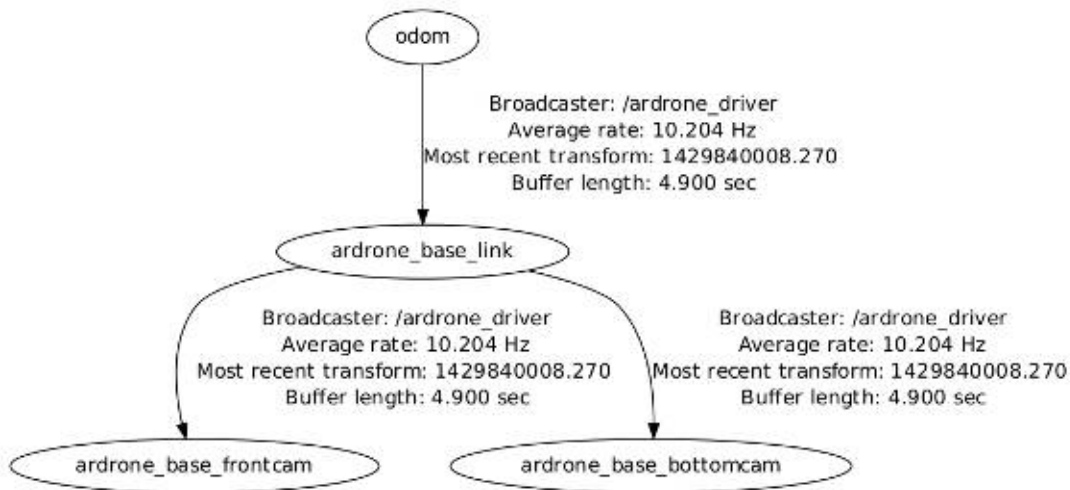 odom
Broadcaster: /ardrone_driver
Average rate: 10.204 Hz
Most recent transform: 1429840008.270
Buffer length: 4.900 sec
ardrone_base_link
Broadcaster: /ardrone_driver
Average rate: 10.204 Hz
Most recent transform: 1429840008.270
Buffer length: 4.900 sec
Broadcaster: /ardrone_driver
Average rate: 10.204 Hz
Most recent transform: 1429840008.270
Buffer length: 4.900 sec
ardrone_base_frontcam
ardrone_base_bottomcam